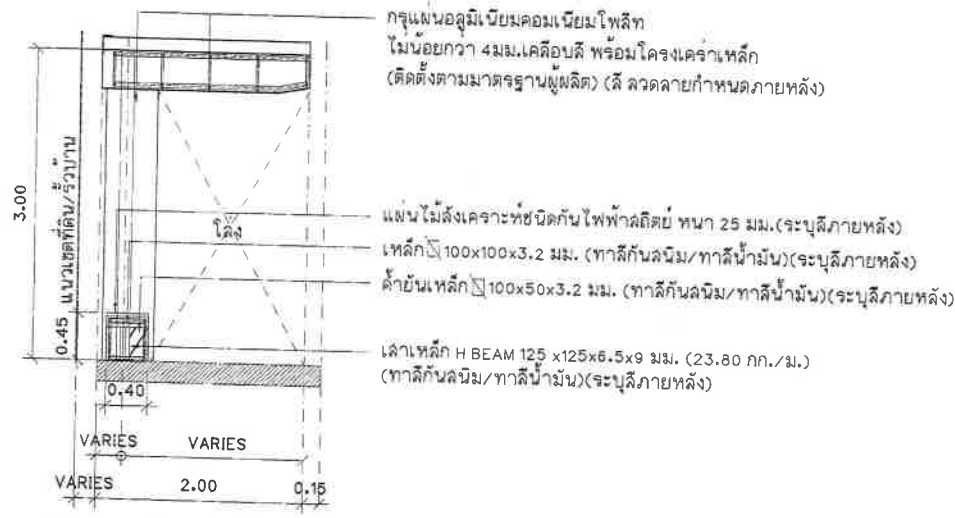 กรุแผ่นอลูมิเนียมคอมเนียมโพลิท
ไม่น้อยกว่า 4มม.เคลือบสี พร้อมโครงเคร่าเหล็ก
(ติดตั้งตามมาตรฐานผู้ผลิต) (สี ลวดลายกำหนดภายหลัง)
3.00
แนวเขตที่ดิน/รั้วบ้าน
โล่ง
แผ่นไม้สังเคราะห์ชนิดกันไฟฟ้าสถิตย์ หนา 25 มม.(ระบุสีภายหลัง)
เหล็ก 100x100x3.2 มม. (ทาสีกันสนิม/ทาสีน้ำมัน)(ระบุสีภายหลัง)
ค้ำยันเหล็ก 100x50x3.2 มม. (ทาสีกันสนิม/ทาสีน้ำมัน)(ระบุสีภายหลัง)
0.45
เสาเหล็ก H BEAM 125 x125x6.5x9 มม. (23.80 กก./ม.)
(ทาสีกันสนิม/ทาสีน้ำมัน)(ระบุสีภายหลัง)
0.40
VARIES VARIES
VARIES 2.00 0.15